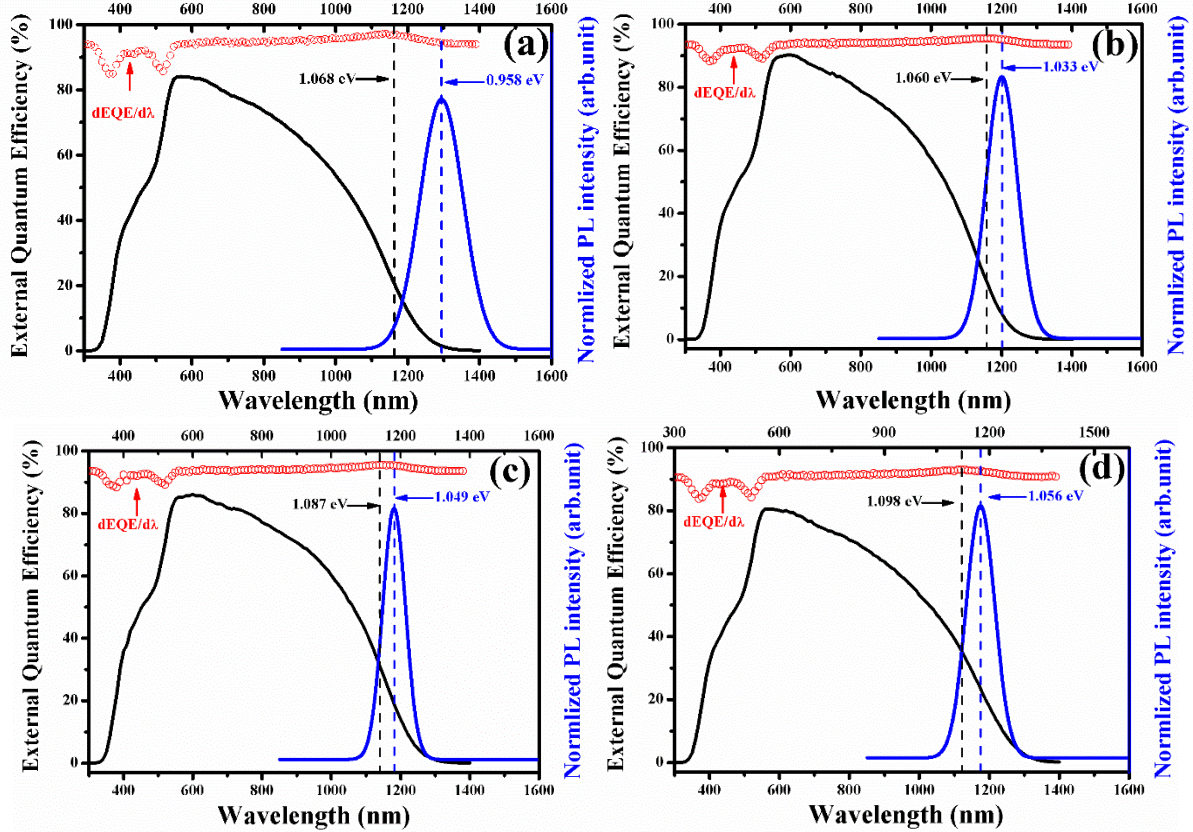 400 600 800 1000 1200 1400 1600
(a)
1.068 eV
0.958 eV
dEQE/dλ
External Quantum Efficiency (%)
100
80
60
40
20
0
Normlized PL intensity (arb.unit)
400 600 800 1000 1200 1400 1600
Wavelength (nm)
400 600 800 1000 1200 1400 1600
(b)
1.060 eV
1.033 eV
dEQE/dλ
External Quantum Efficiency (%)
100
80
60
40
20
0
Normlized PL intensity (arb.unit)
400 600 800 1000 1200 1400 1600
Wavelength (nm)
400 600 800 1000 1200 1400 1600
(c)
1.087 eV
1.049 eV
dEQE/dλ
External Quantum Efficiency (%)
100
80
60
40
20
0
Normlized PL intensity (arb.unit)
400 600 800 1000 1200 1400 1600
Wavelength (nm)
300 600 900 1200 1500
(d)
1.098 eV
1.056 eV
dEQE/dλ
External Quantum Efficiency (%)
100
80
60
40
20
0
Normlized PL intensity (arb.unit)
400 600 800 1000 1200 1400 1600
Wavelength (nm)